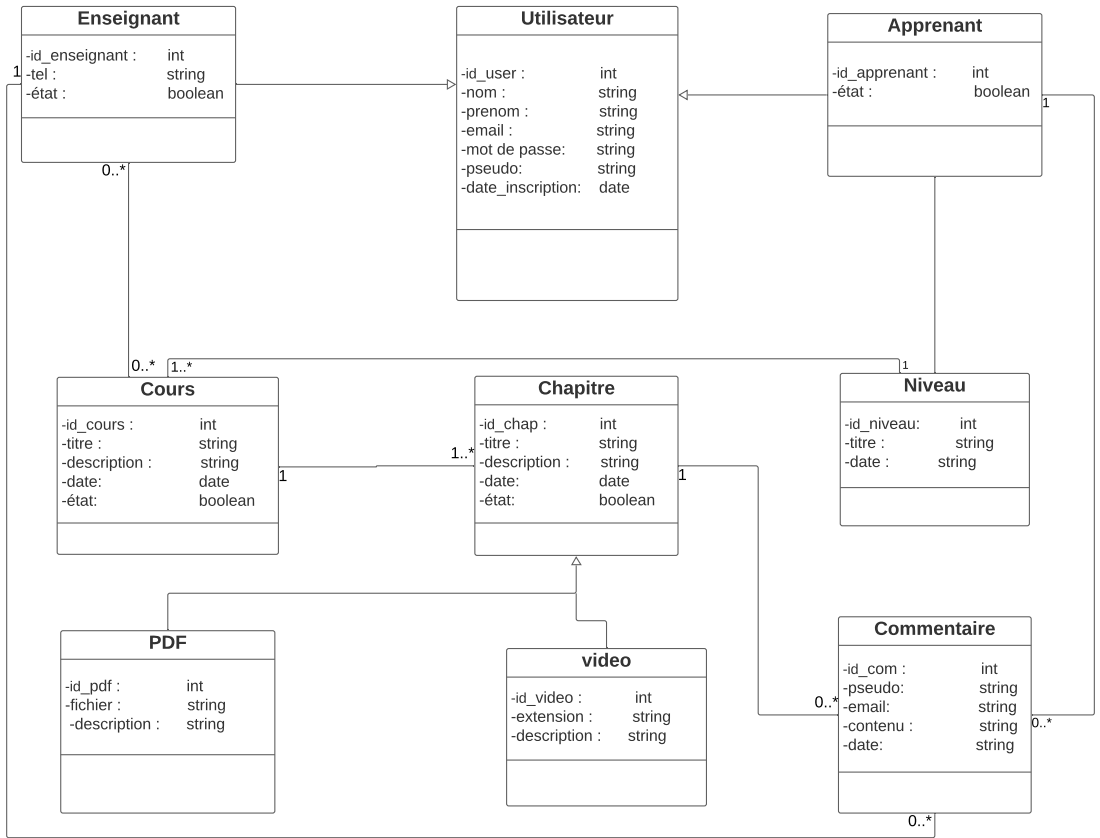 Enseignant
-id_enseignant : int
-tel : string
-état : boolean
1
0..*
Utilisateur
-id_user : int
-nom : string
-prenom : string
-email : string
-mot de passe: string
-pseudo: string
-date_inscription: date
Apprenant
-id_apprenant : int
-état : boolean
1
0..*
1..*
1
Cours
-id_cours : int
-titre : string
-description : string
-date: date
-état: boolean
1
1..*
Chapitre
-id_chap : int
-titre : string
-description : string
-date: date
-état: boolean
1
Niveau
-id_niveau: int
-titre : string
-date : string
PDF
-id_pdf : int
-fichier : string
-description : string
video
-id_video : int
-extension : string
-description : string
Commentaire
-id_com : int
-pseudo: string
-email: string
-contenu : string
-date: string
0..*
0..*
0..*